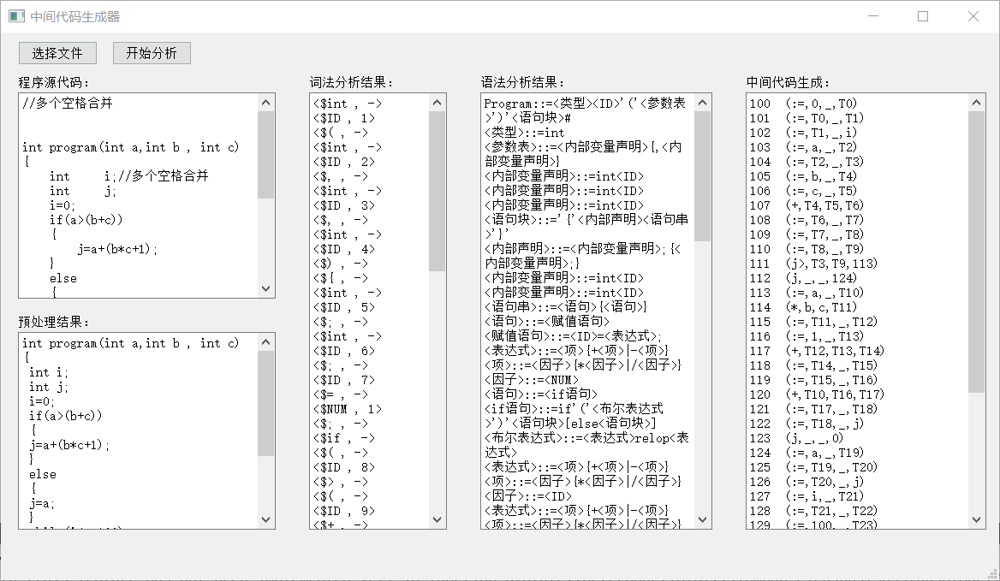 中间代码生成器
选择文件
开始分析
程序源代码：
//多个空格合并
int program(int a,int b , int c)
{
int i;//多个空格合并
int j;
i=0;
if(a>(b+c))
{
j=a+(b*c+1);
}
else
{
预处理结果：
int program(int a,int b , int c)
{
int i;
int j;
i=0;
if(a>(b+c))
{
j=a+(b*c+1);
}
else
{
j=a;
}
词法分析结果：
<$int , ->
<$ID , 1>
<$( , ->
<$int , ->
<$ID , 2>
<$, , ->
<$int , ->
<$ID , 3>
<$, , ->
<$int , ->
<$ID , 4>
<$) , ->
<${ , ->
<$int , ->
<$ID , 5>
<$; , ->
<$int , ->
<$ID , 6>
<$; , ->
<$ID , 7>
<$= , ->
<$NUM , 1>
<$; , ->
<$if , ->
<$( , ->
<$ID , 8>
<$> , ->
<$( , ->
<$ID , 9>
<$+ , ->
语法分析结果：
Program::=<类型><ID>'('<参数表
>')'<语句块>#
<类型>::=int
<参数表>::=<内部变量声明>{,<内
部变量声明>}
<内部变量声明>::=int<ID>
<内部变量声明>::=int<ID>
<内部变量声明>::=int<ID>
<语句块>::='{'<内部声明><语句串
>'}'
<内部声明>::=<内部变量声明>;{<
内部变量声明>;}
<内部变量声明>::=int<ID>
<内部变量声明>::=int<ID>
<语句串>::=<语句>{<语句>}
<语句>::=<赋值语句>
<赋值语句>::=<ID>=<表达式>;
<表达式>::=<项>{+<项>|-<项>}
<项>::=<因子>{*<因子>|/<因子>}
<因子>::=<NUM>
<语句>::=<if语句>
<if语句>::=if'('<布尔表达式
>')'<语句块>[else<语句块>]
<布尔表达式>::=<表达式>relop<表
达式>
<表达式>::=<项>{+<项>|-<项>}
<项>::=<因子>{*<因子>|/<因子>}
<因子>::=<ID>
<表达式>::=<项>{+<项>|-<项>}
<项>::=<因子>{*<因子>|/<因子>}
中间代码生成：
100 (:=,0,_,T0)
101 (:=,T0,_,T1)
102 (:=,T1,_,i)
103 (:=,a,_,T2)
104 (:=,T2,_,T3)
105 (:=,b,_,T4)
106 (:=,c,_,T5)
107 (+,T4,T5,T6)
108 (:=,T6,_,T7)
109 (:=,T7,_,T8)
110 (:=,T8,_,T9)
111 (j>,T3,T9,113)
112 (j,_,_,124)
113 (:=,a,_,T10)
114 (*,b,c,T11)
115 (:=,T11,_,T12)
116 (:=,1,_,T13)
117 (+,T12,T13,T14)
118 (:=,T14,_,T15)
119 (:=,T15,_,T16)
120 (+,T10,T16,T17)
121 (:=,T17,_,T18)
122 (:=,T18,_,j)
123 (j,_,_,0)
124 (:=,a,_,T19)
125 (:=,T19,_,T20)
126 (:=,T20,_,j)
127 (:=,i,_,T21)
128 (:=,T21,_,T22)
129 (:=,100,_,T23)